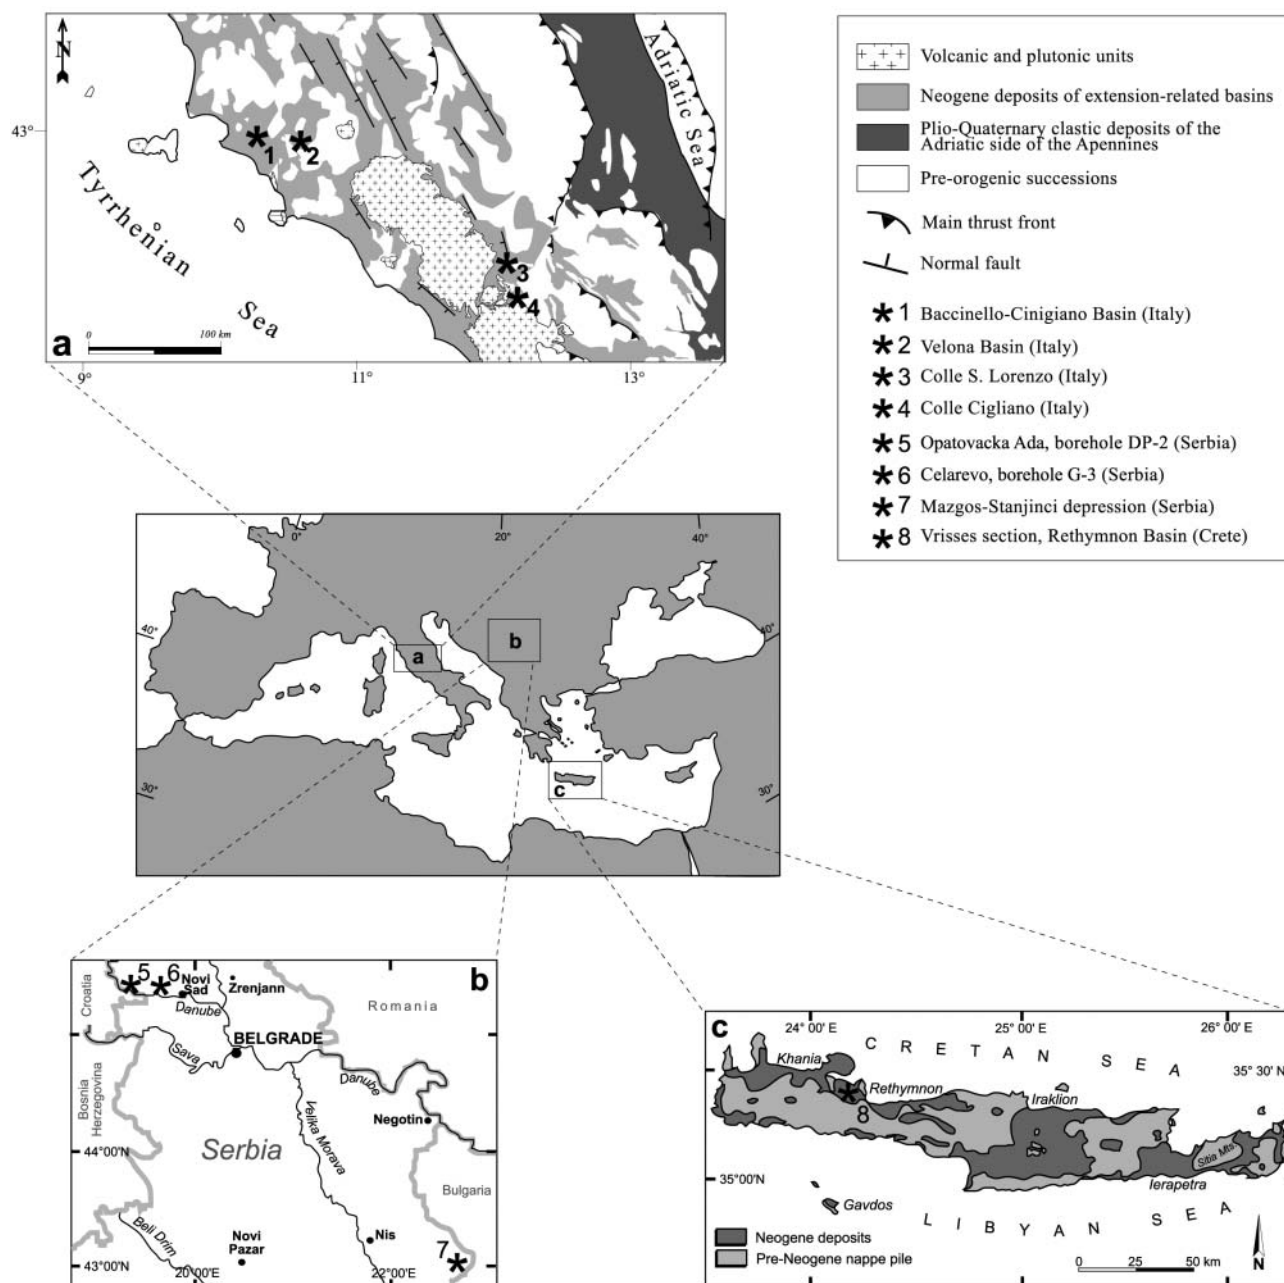 N
43°
Tyrrhenian
Sea
Adriatic Sea
1
2
3
4
0
100 km
a
9°
11°
13°
Volcanic and plutonic units
Neogene deposits of extension-related basins
Plio-Quaternary clastic deposits of the
Adriatic side of the Apennines
Pre-orogenic successions
Main thrust front
Normal fault
1 Baccinello-Cinigiano Basin (Italy)
2 Velona Basin (Italy)
3 Colle S. Lorenzo (Italy)
4 Colle Cigliano (Italy)
5 Opatovacka Ada, borehole DP-2 (Serbia)
6 Celarevo, borehole G-3 (Serbia)
7 Mazgos-Stanjinci depression (Serbia)
8 Vrisses section, Rethymnon Basin (Crete)
0°
20°
40°
40°
40°
30°
30°
a
b
c
b
5
6
Novi
Sad
Zrenjann
Croatia
Danube
Romania
BELGRADE
Sava
Danube
Bosnia
Herzegovina
Velika Morava
Negotin
44°00'N
Serbia
Bulgaria
Beli Drim
Novi
Pazar
Nis
7
43°00'N
20°00'E
22°00'E
c
24° 00' E
25° 00' E
26° 00' E
CRETAN SEA
35° 30' N
Khania
Rethymnon
Iraklion
8
Sitia Mts.
35°00'N
Ierapetra
Gavdos
LIBYAN SEA
Neogene deposits
Pre-Neogene nappe pile
0 25 50 km
N